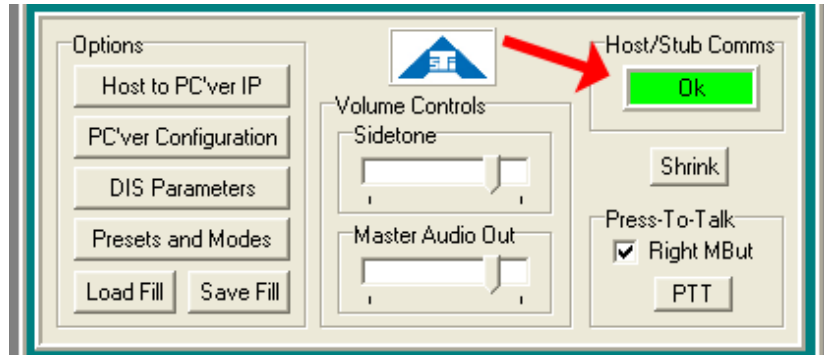 Options
Host to PC'ver IP
PC'ver Configuration
DIS Parameters
Presets and Modes
Load Fill
Save Fill
STI
Volume Controls
Sidetone
Master Audio Out
Host/Stub Comms
Ok
Shrink
Press-To-Talk
Right MBut
PTT